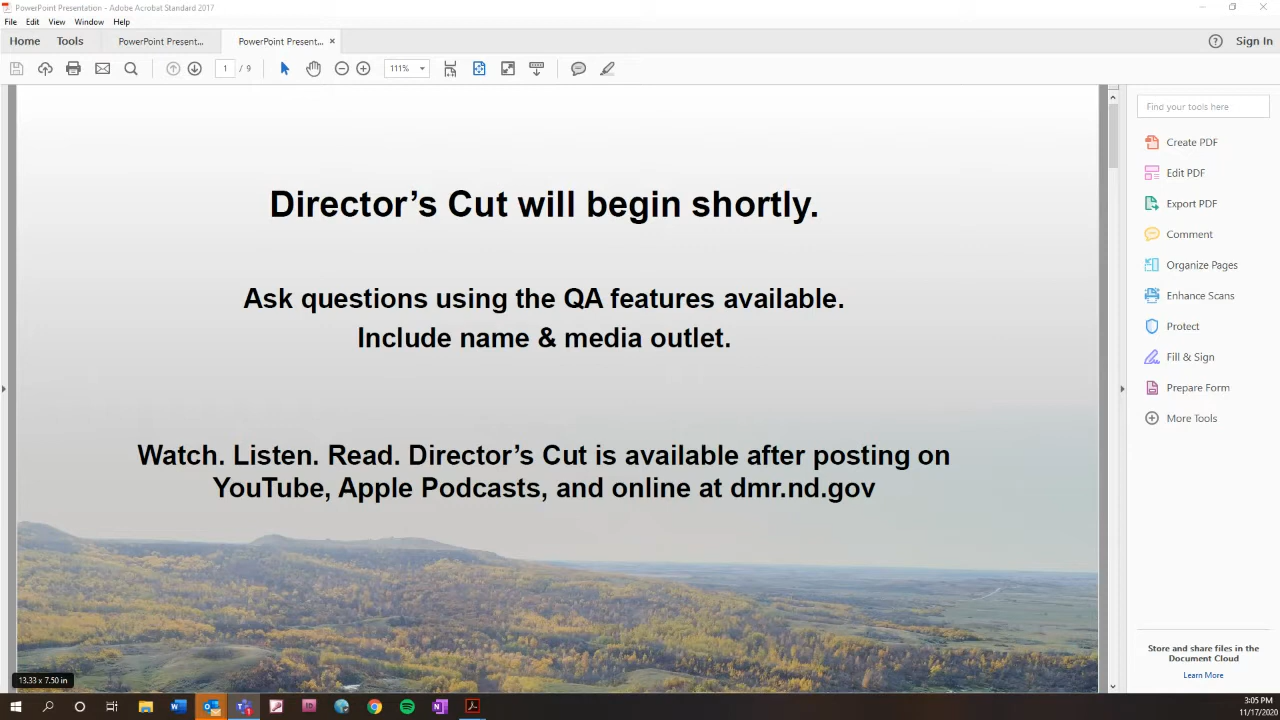 PowerPoint Presentation - Adobe Acrobat Standard 2017
File Edit View Window Help
Home Tools PowerPoint Present... PowerPoint Present... × Sign In
1 / 9 111%
Find your tools here
Create PDF
Edit PDF
Export PDF
Comment
Organize Pages
Enhance Scans
Protect
Fill & Sign
Prepare Form
More Tools
Director’s Cut will begin shortly.
Ask questions using the QA features available.
Include name & media outlet.
Watch. Listen. Read. Director’s Cut is available after posting on
YouTube, Apple Podcasts, and online at dmr.nd.gov
Store and share files in the
Document Cloud
Learn More
13.33 x 7.50 in
3:05 PM
11/17/2020